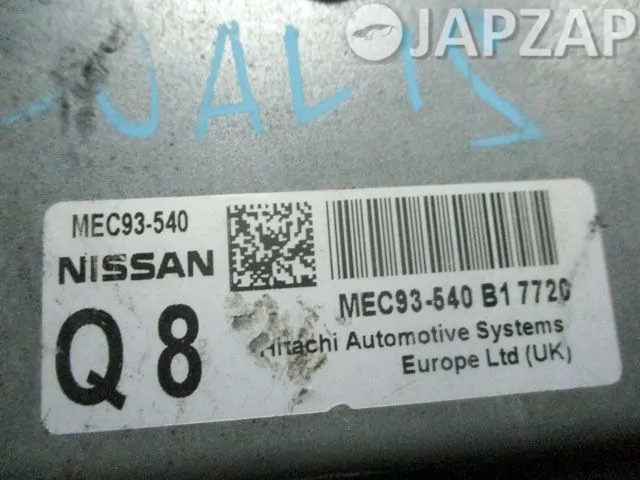 JAPZAP
MEC93-540
NISSAN
Q8
MEC93-540 B1 7720
Hitachi Automotive Systems
Europe Ltd (UK)